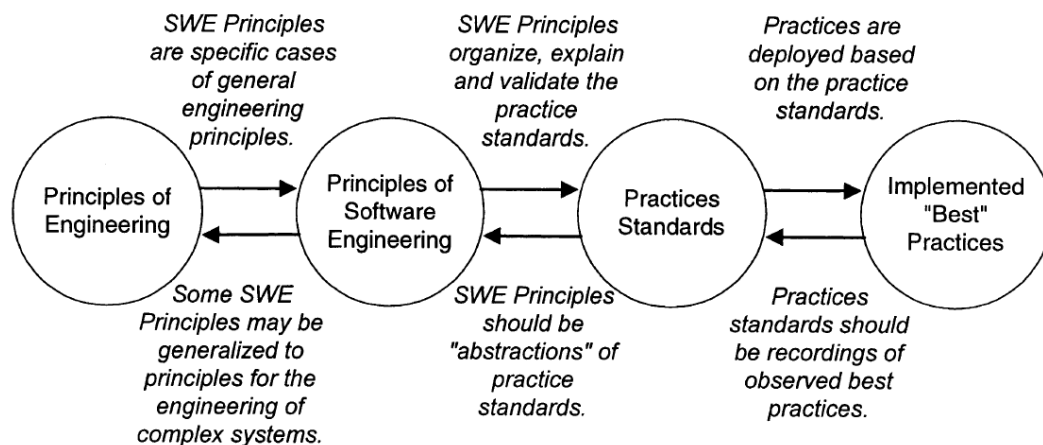 SWE Principles
are specific cases
of general
engineering
principles.
SWE Principles
organize, explain
and validate the
practice
standards.
Practices are
deployed based
on the practice
standards.
Principles of
Engineering
Principles of
Software
Engineering
Practices
Standards
Implemented
"Best"
Practices
Some SWE
Principles may be
generalized to
principles for the
engineering of
complex systems.
SWE Principles
should be
"abstractions" of
practice
standards.
Practices
standards should
be recordings of
observed best
practices.